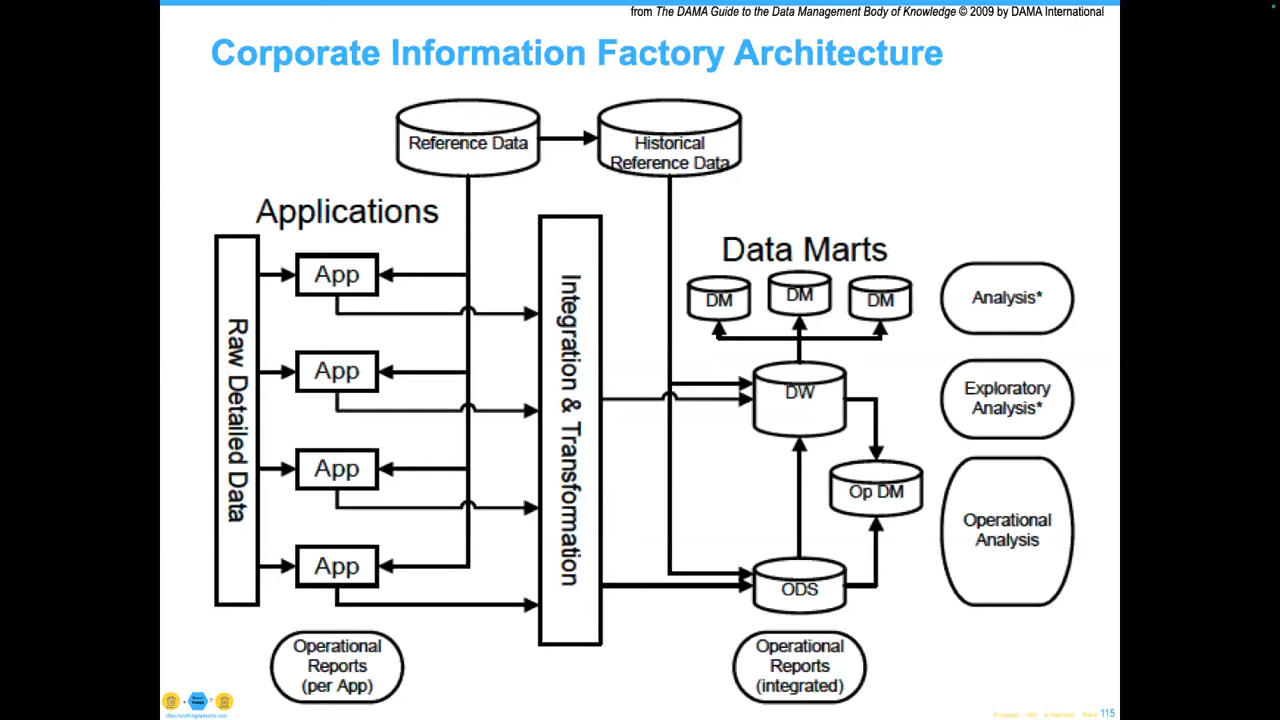 from The DAMA Guide to the Data Management Body of Knowledge © 2009 by DAMA International
Corporate Information Factory Architecture
Reference Data
Historical
Reference Data
Applications
Data Marts
Raw Detailed Data
App
App
App
App
Integration & Transformation
DM
DM
DM
DW
Op DM
ODS
Analysis*
Exploratory
Analysis*
Operational
Analysis
Operational
Reports
(per App)
Operational
Reports
(integrated)
115